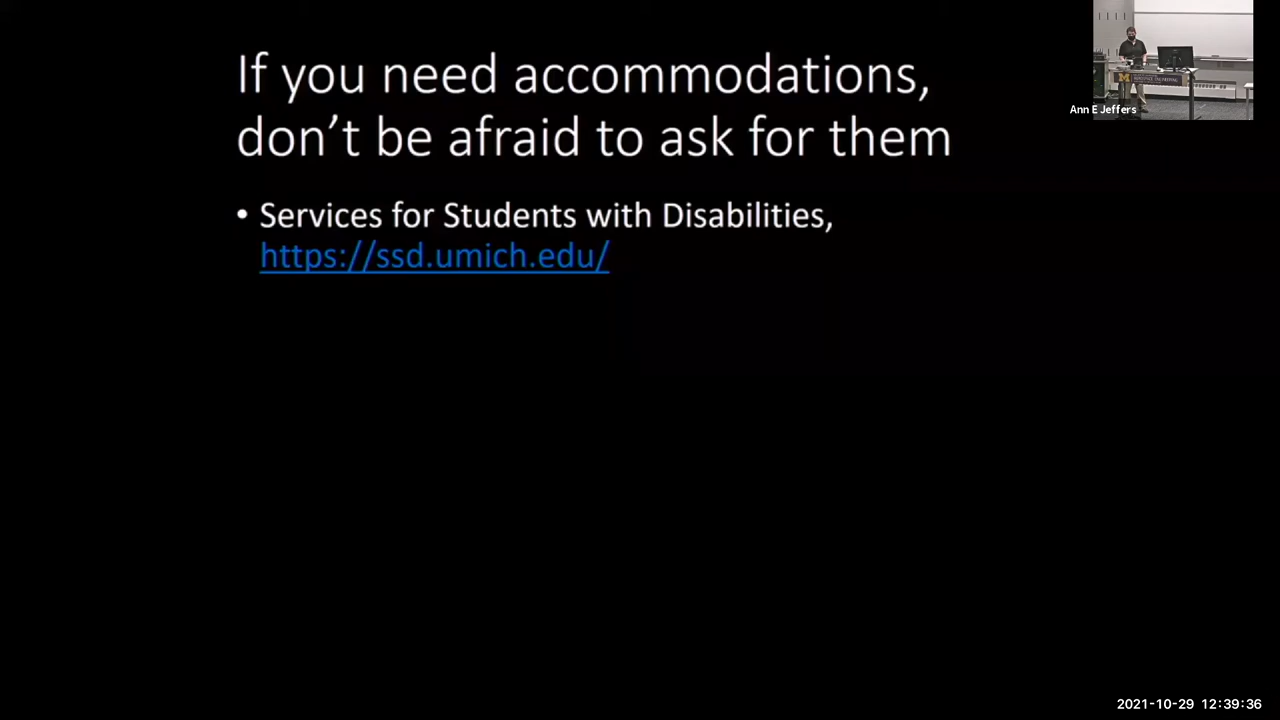 If you need accommodations,
don't be afraid to ask for them
• Services for Students with Disabilities,
https://ssd.umich.edu/
Ann E Jeffers
2021-10-29 12:39:36